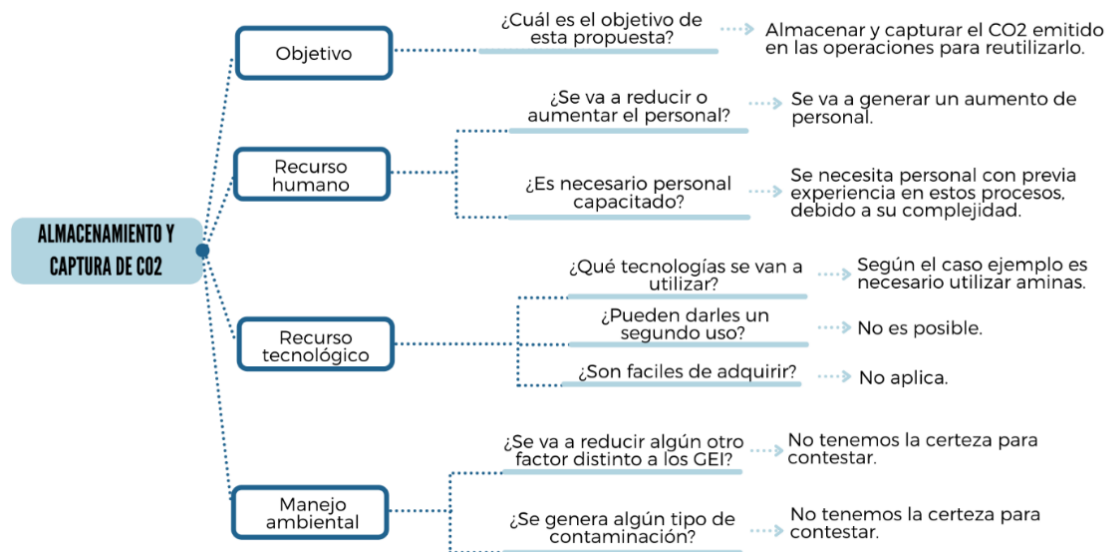 ALMACENAMIENTO Y
CAPTURA DE CO2
Objetivo
¿Cuál es el objetivo de
esta propuesta?
Almacenar y capturar el CO2 emitido
en las operaciones para reutilizarlo.
Recurso
humano
¿Se va a reducir o
aumentar el personal?
Se va a generar un aumento de
personal.
¿Es necesario personal
capacitado?
Se necesita personal con previa
experiencia en estos procesos,
debido a su complejidad.
Recurso
tecnológico
¿Qué tecnologías se van a
utilizar?
Según el caso ejemplo es
necesario utilizar aminas.
¿Pueden darles un
segundo uso?
No es posible.
¿Son faciles de adquirir?
No aplica.
Manejo
ambiental
¿Se va a reducir algún otro
factor distinto a los GEI?
No tenemos la certeza para
contestar.
¿Se genera algún tipo de
contaminación?
No tenemos la certeza para
contestar.